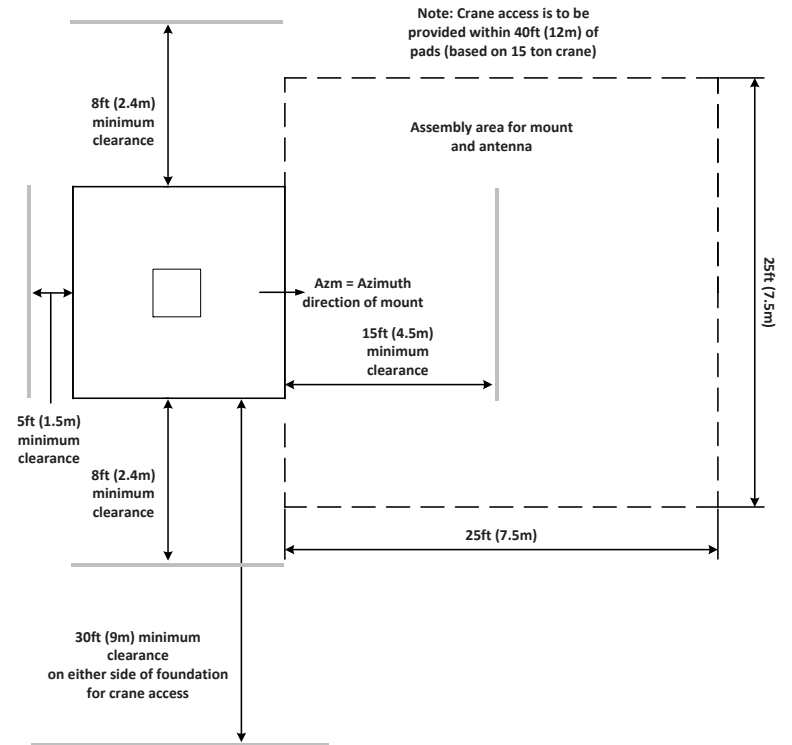 Note: Crane access is to be
provided within 40ft (12m) of
pads (based on 15 ton crane)
8ft (2.4m)
minimum
clearance
Assembly area for mount
and antenna
Azm = Azimuth
direction of mount
25ft (7.5m)
15ft (4.5m)
minimum
clearance
5ft (1.5m)
minimum
clearance
8ft (2.4m)
minimum
clearance
25ft (7.5m)
30ft (9m) minimum
clearance
on either side of foundation
for crane access